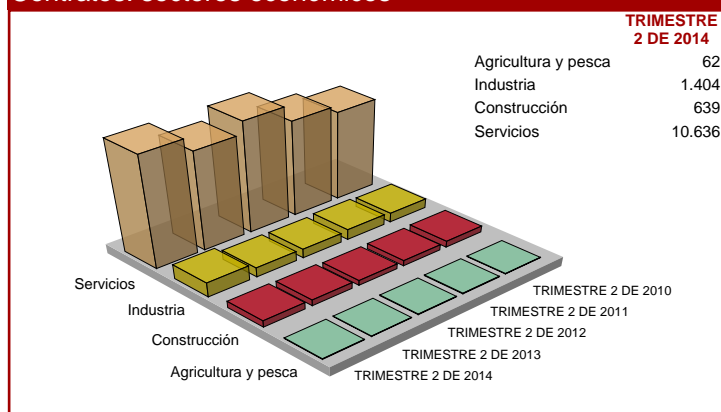 Contratos: sectores económicos
TRIMESTRE
2 DE 2014
Agricultura y pesca 62
Industria 1.404
Construcción 639
Servicios 10.636
Servicios
Industria
Construcción
Agricultura y pesca
TRIMESTRE 2 DE 2010
TRIMESTRE 2 DE 2011
TRIMESTRE 2 DE 2012
TRIMESTRE 2 DE 2013
TRIMESTRE 2 DE 2014